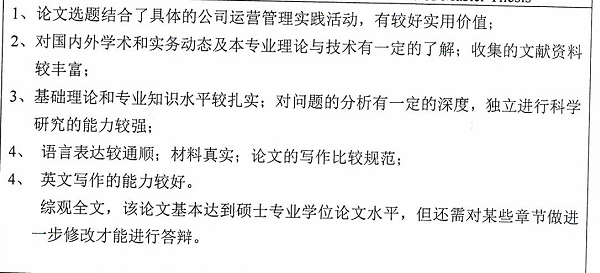 1、论文选题结合了具体的公司运营管理实践活动，有较好实用价值；
2、对国内外学术和实务动态及本专业理论与技术有一定的了解；收集的文献资料
较丰富；
3、基础理论和专业知识水平较扎实；对问题的分析有一定的深度，独立进行科学
研究的能力较强；
4、 语言表达较通顺；材料真实；论文的写作比较规范；
4、 英文写作的能力较好。
综观全文，该论文基本达到硕士专业学位论文水平，但还需对某些章节做进
一步修改才能进行答辩。